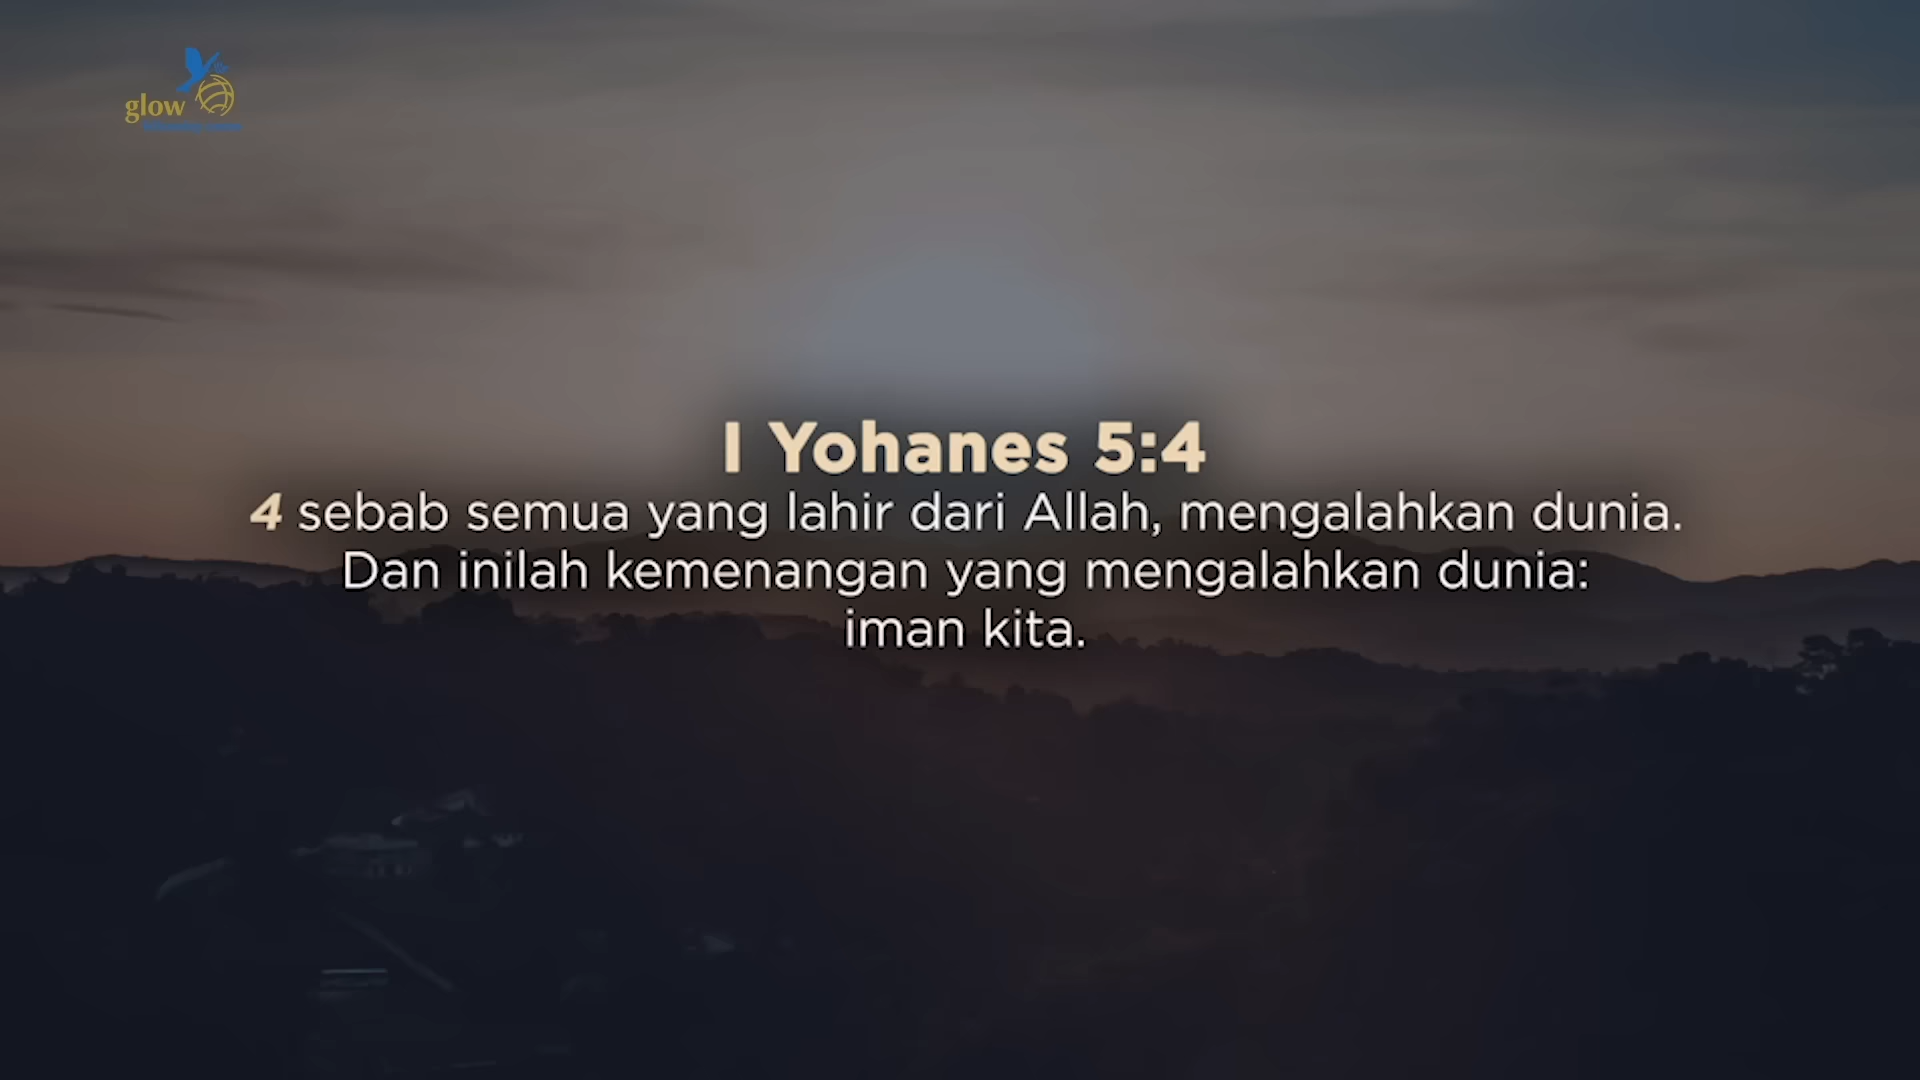 glow
I Yohanes 5:4
4 sebab semua yang lahir dari Allah, mengalahkan dunia.
Dan inilah kemenangan yang mengalahkan dunia:
iman kita.